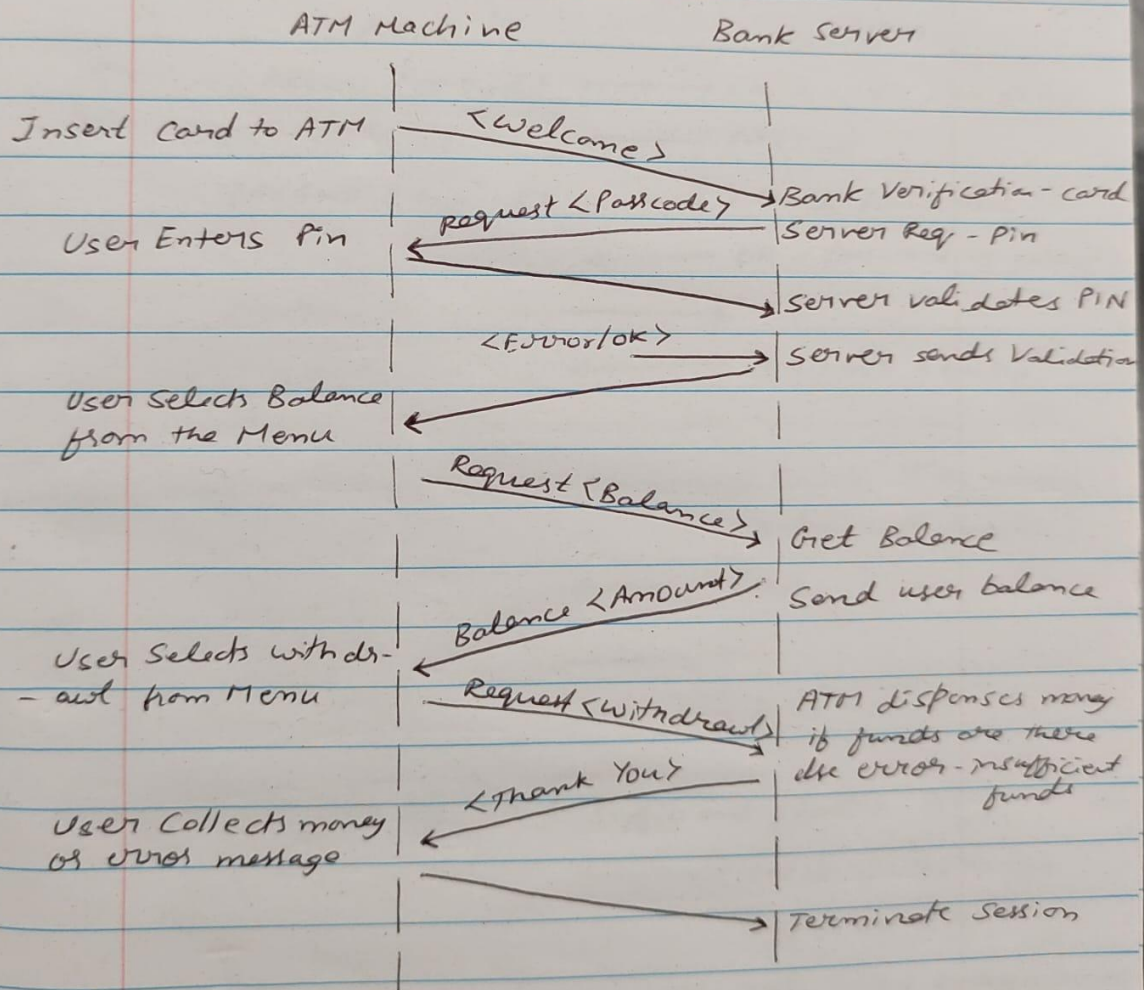 ATM Machine
Bank Server
Insert Card to ATM
<Welcome>
Bank Verification-card
Request <Passcode>
Server Req - Pin
User Enters Pin
Server validates PIN
<Error/ok>
Server sends Validation
User Selects Balance
from the Menu
Request <Balance>
Get Balance
Balance <Amount>
Send user balance
User Selects withdr-
- awl from Menu
Request <withdrawl>
ATM dispenses money
if funds are there
else error-insufficient
funds
<Thank You>
User Collects money
or error message
Terminate Session